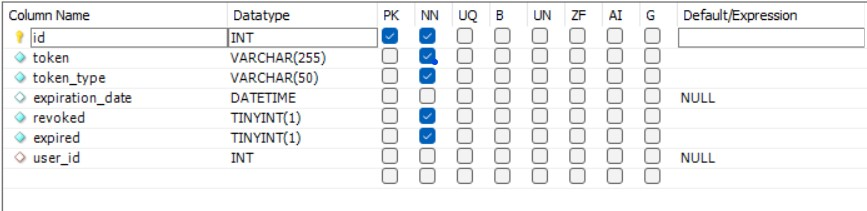 Column Name Datatype PK NN UQ B UN ZF AI G Default/Expression
id INT
token VARCHAR(255)
token_type VARCHAR(50)
expiration_date DATETIME NULL
revoked TINYINT(1)
expired TINYINT(1)
user_id INT NULL